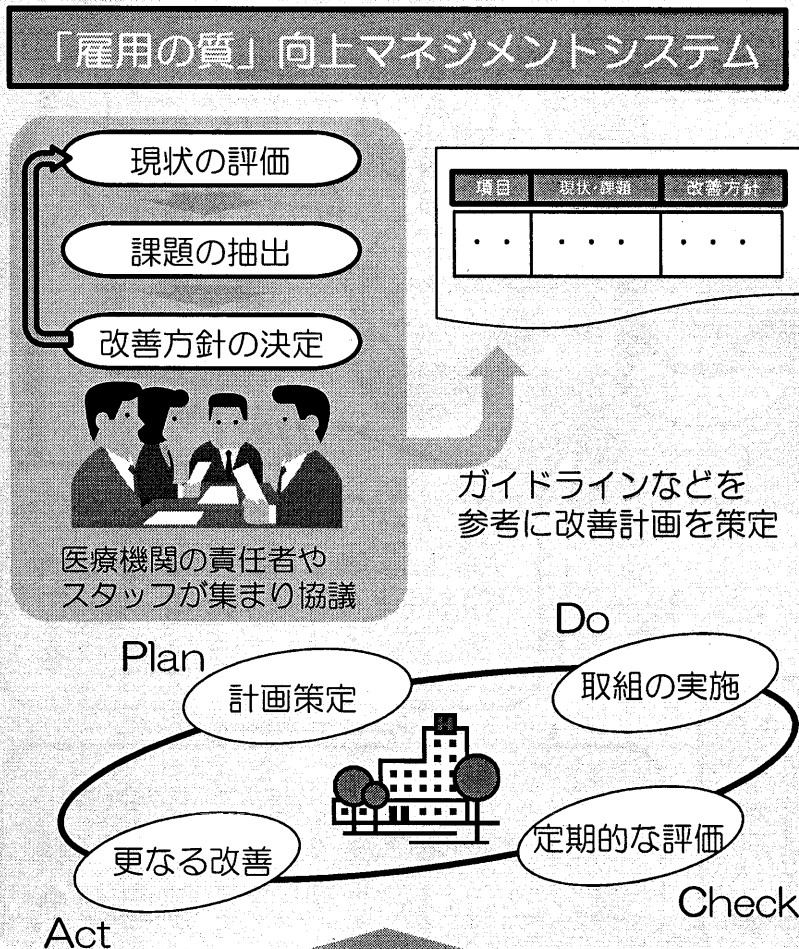 「雇用の質」向上マネジメントシステム
現状の評価
課題の抽出
改善方針の決定
医療機関の責任者や
スタッフが集まり協議
項目 現状・課題 改善方針
・・ ・・・ ・・・
ガイドラインなどを
参考に改善計画を策定
Plan
計画策定
Do
取組の実施
定期的な評価
Check
更なる改善
Act